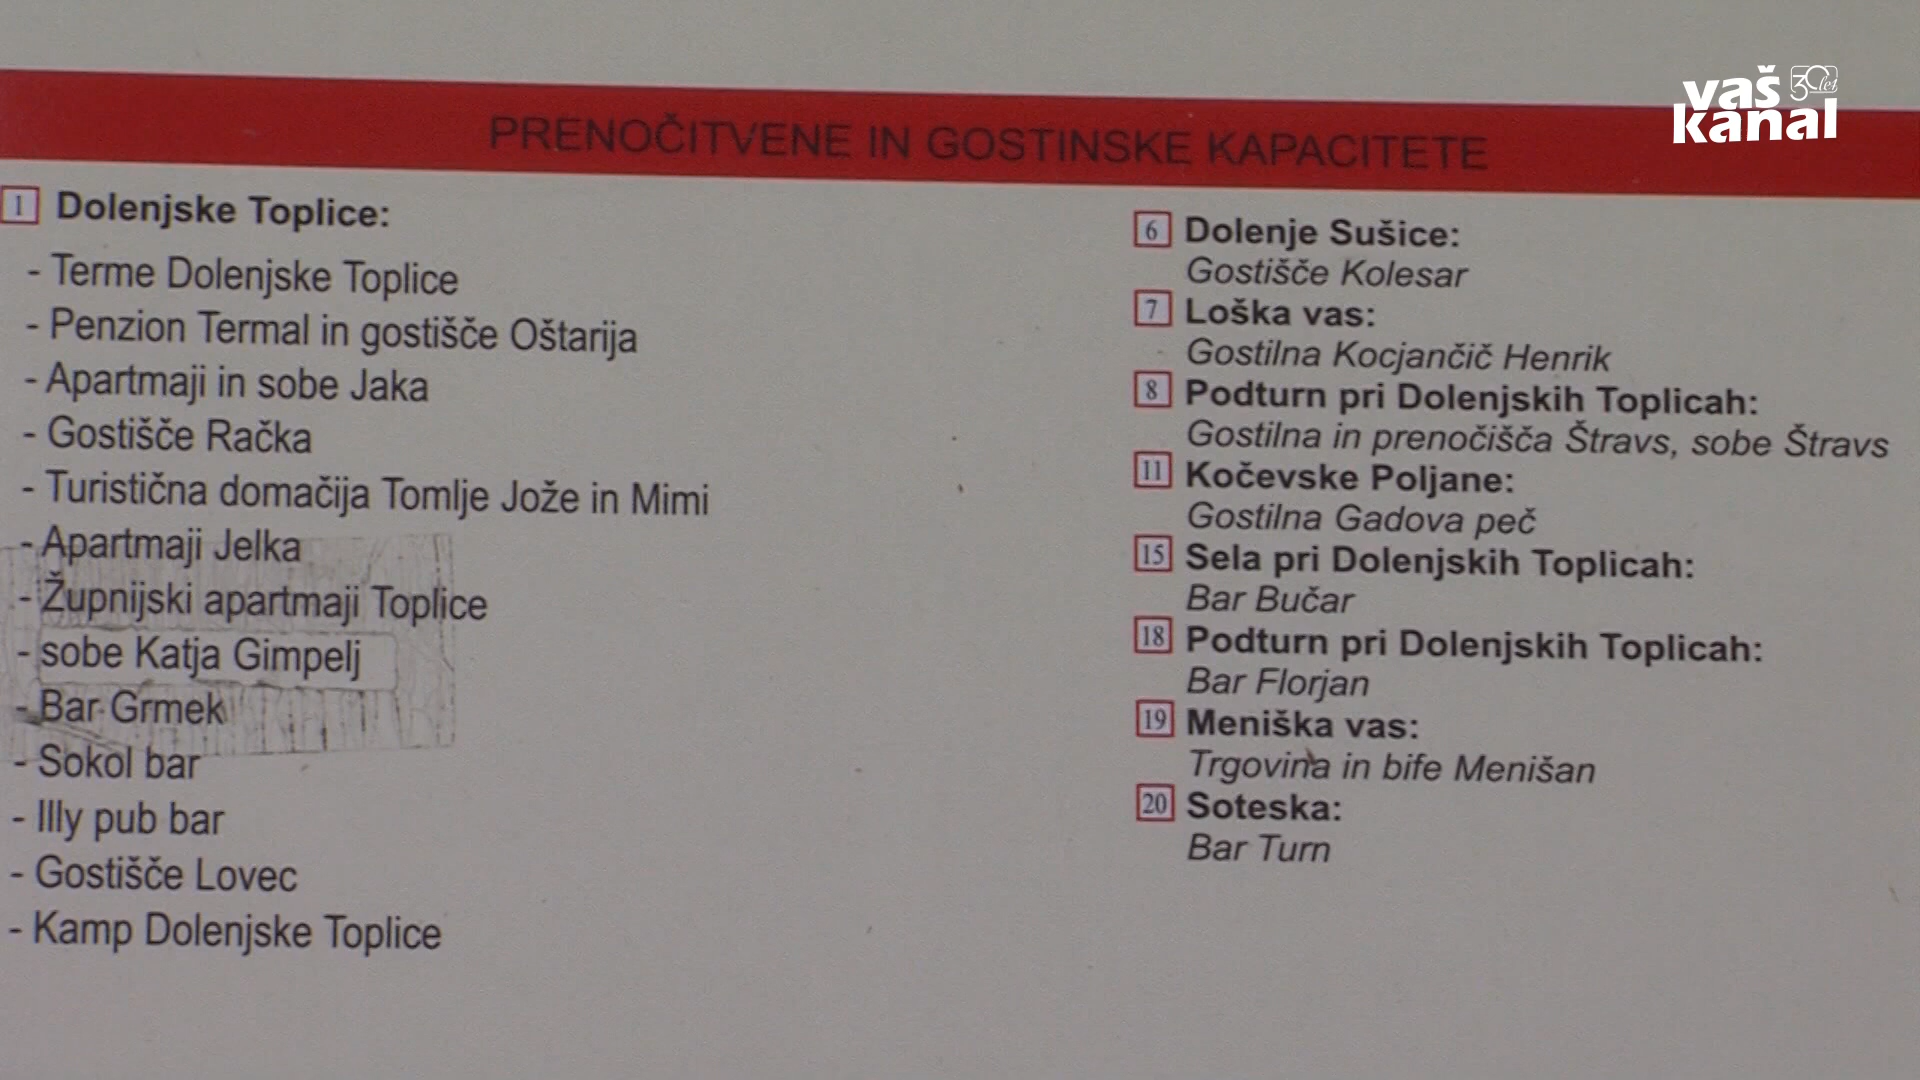 vaš 30 let
kanal
PRENOČITVENE IN GOSTINSKE KAPACITETE
1 Dolenjske Toplice:
- Terme Dolenjske Toplice
- Penzion Termal in gostišče Oštarija
- Apartmaji in sobe Jaka
- Gostišče Račka
- Turistična domačija Tomlje Jože in Mimi
- Apartmaji Jelka
- Župnijski apartmaji Toplice
- sobe Katja Gimpelj
- Bar Grmek
- Sokol bar
- Illy pub bar
- Gostišče Lovec
- Kamp Dolenjske Toplice
6 Dolenje Sušice:
Gostišče Kolesar
7 Loška vas:
Gostilna Kocjančič Henrik
8 Podturn pri Dolenjskih Toplicah:
Gostilna in prenočišča Štravs, sobe Štravs
11 Kočevske Poljane:
Gostilna Gadova peč
15 Sela pri Dolenjskih Toplicah:
Bar Bučar
18 Podturn pri Dolenjskih Toplicah:
Bar Florjan
19 Meniška vas:
Trgovina in bife Menišan
20 Soteska:
Bar Turn